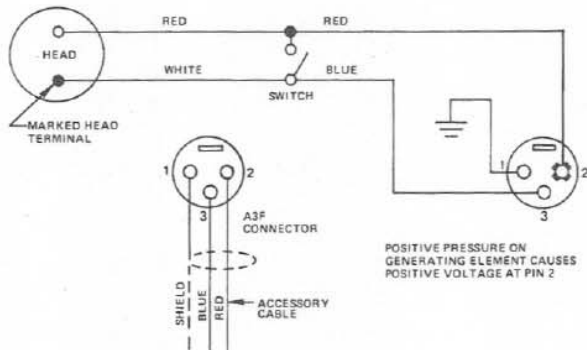 RED
RED
HEAD
WHITE
BLUE
SWITCH
MARKED HEAD
TERMINAL
1
2
3
A3F
CONNECTOR
1
2
3
POSITIVE PRESSURE ON
GENERATING ELEMENT CAUSES
POSITIVE VOLTAGE AT PIN 2
SHIELD
BLUE
RED
ACCESSORY
CABLE